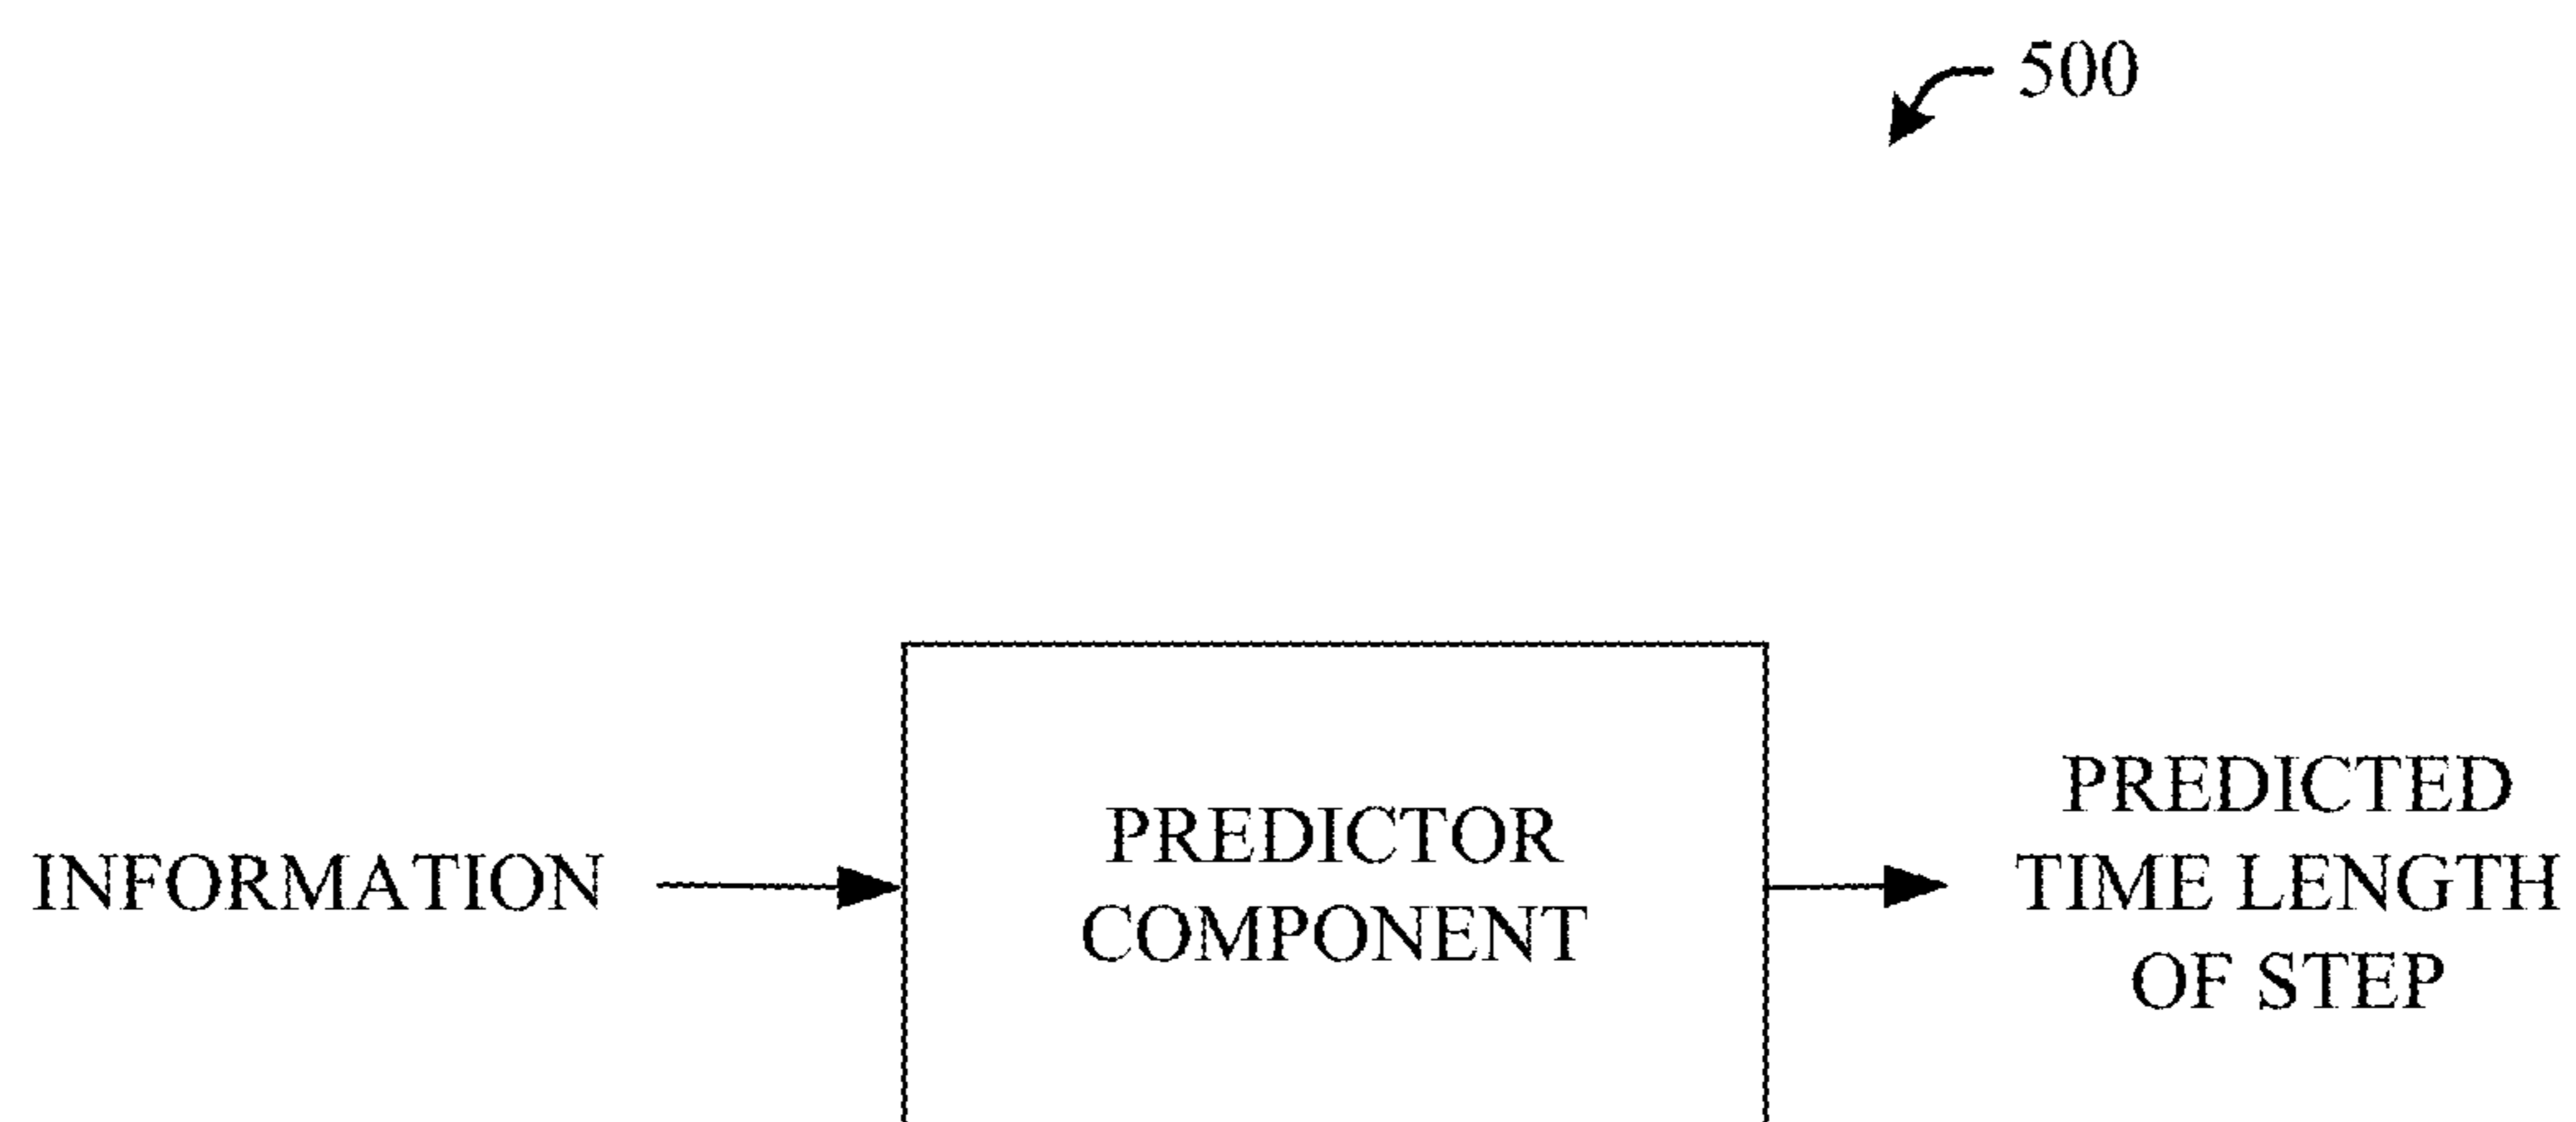 500
INFORMATION
PREDICTOR
COMPONENT
PREDICTED
TIME LENGTH
OF STEP